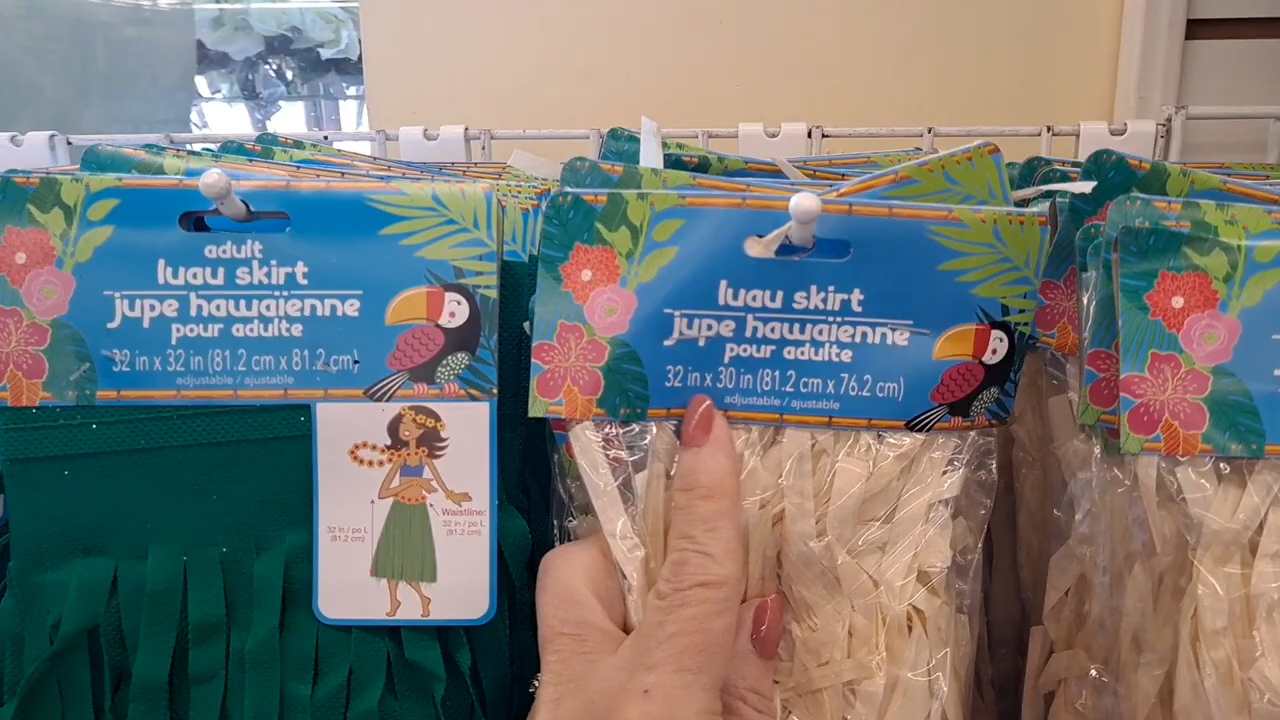 adult
luau skirt
jupe hawaïenne
pour adulte
32 in x 32 in (81.2 cm x 81.2 cm)
adjustable / ajustable
32 in / po L
(81.2 cm)
Waistline:
32 in / po L
(81.2 cm)
luau skirt
jupe hawaïenne
pour adulte
32 in x 30 in (81.2 cm x 76.2 cm)
adjustable / ajustable